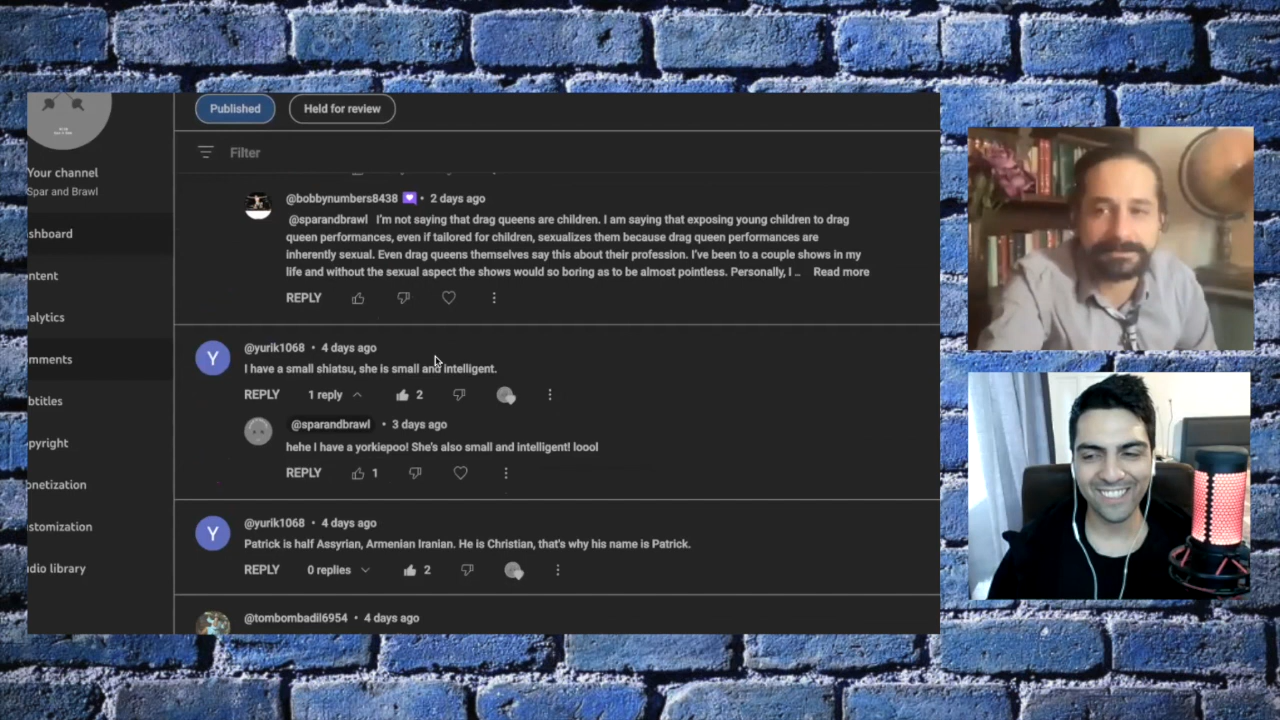 Published
Held for review
Filter
Your channel
Spar and Brawl
shboard
ntent
alytics
mments
btitles
pyright
onetization
stomization
dio library
@bobbynumbers8438 • 2 days ago
@sparandbrawl I'm not saying that drag queens are children. I am saying that exposing young children to drag
queen performances, even if tailored for children, sexualizes them because drag queen performances are
inherently sexual. Even drag queens themselves say this about their profession. I've been to a couple shows in my
life and without the sexual aspect the shows would so boring as to be almost pointless. Personally, I ... Read more
REPLY
@yurik1068 • 4 days ago
I have a small shiatsu, she is small and intelligent.
REPLY 1 reply 2
@sparandbrawl • 3 days ago
hehe I have a yorkiepoo! She's also small and intelligent! loool
REPLY 1
@yurik1068 • 4 days ago
Patrick is half Assyrian, Armenian Iranian. He is Christian, that's why his name is Patrick.
REPLY 0 replies 2
@tombombadil6954 • 4 days ago
Y
Y